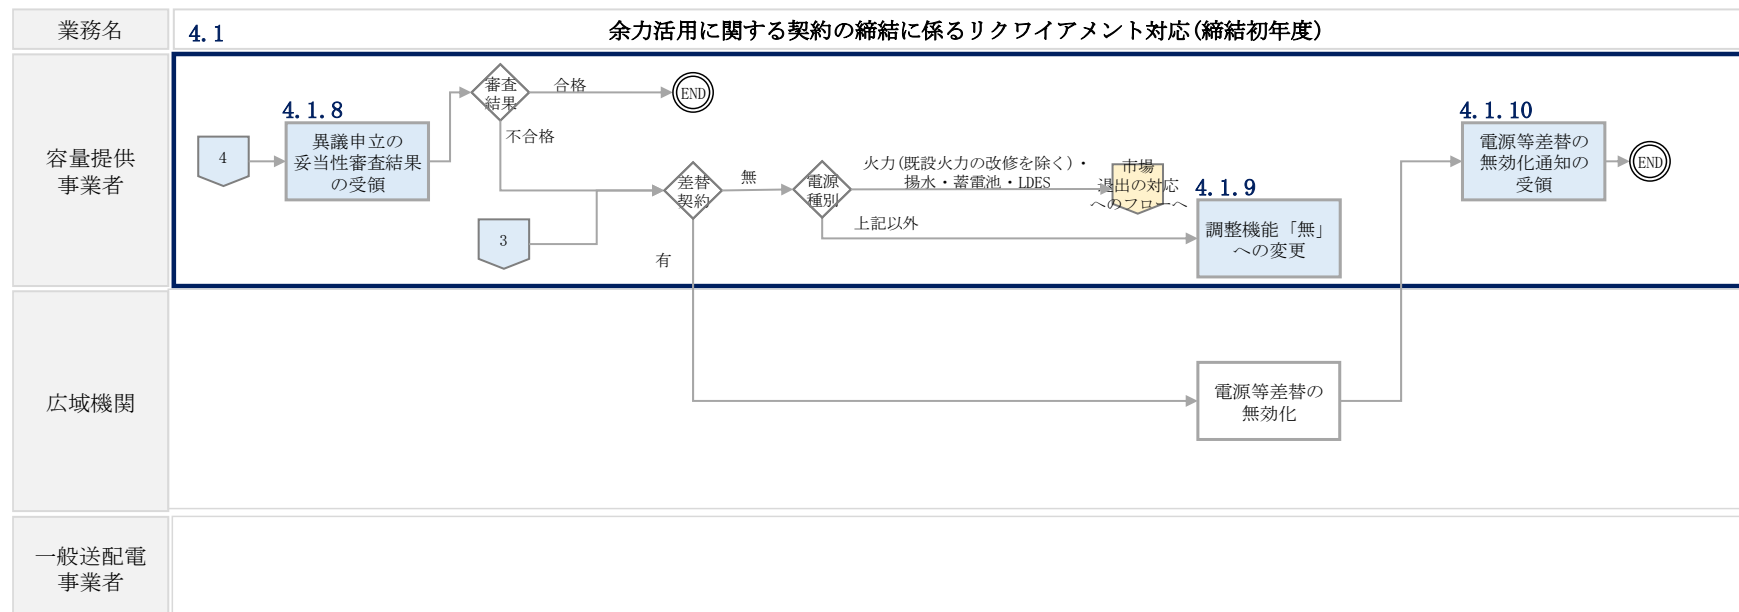 業務名
4.1
余力活用に関する契約の締結に係るリクワイアメント対応(締結初年度)
容量提供
事業者
4
4.1.8
異議申立の
妥当性審査結果
の受領
審査
結果
合格
END
不合格
3
差替
契約
無
有
電源
種別
火力(既設火力の改修を除く)・
揚水・蓄電池・LDES
上記以外
市場
退出の対応
へのフローへ
4.1.9
調整機能「無」
への変更
4.1.10
電源等差替の
無効化通知の
受領
END
広域機関
電源等差替の
無効化
一般送配電
事業者